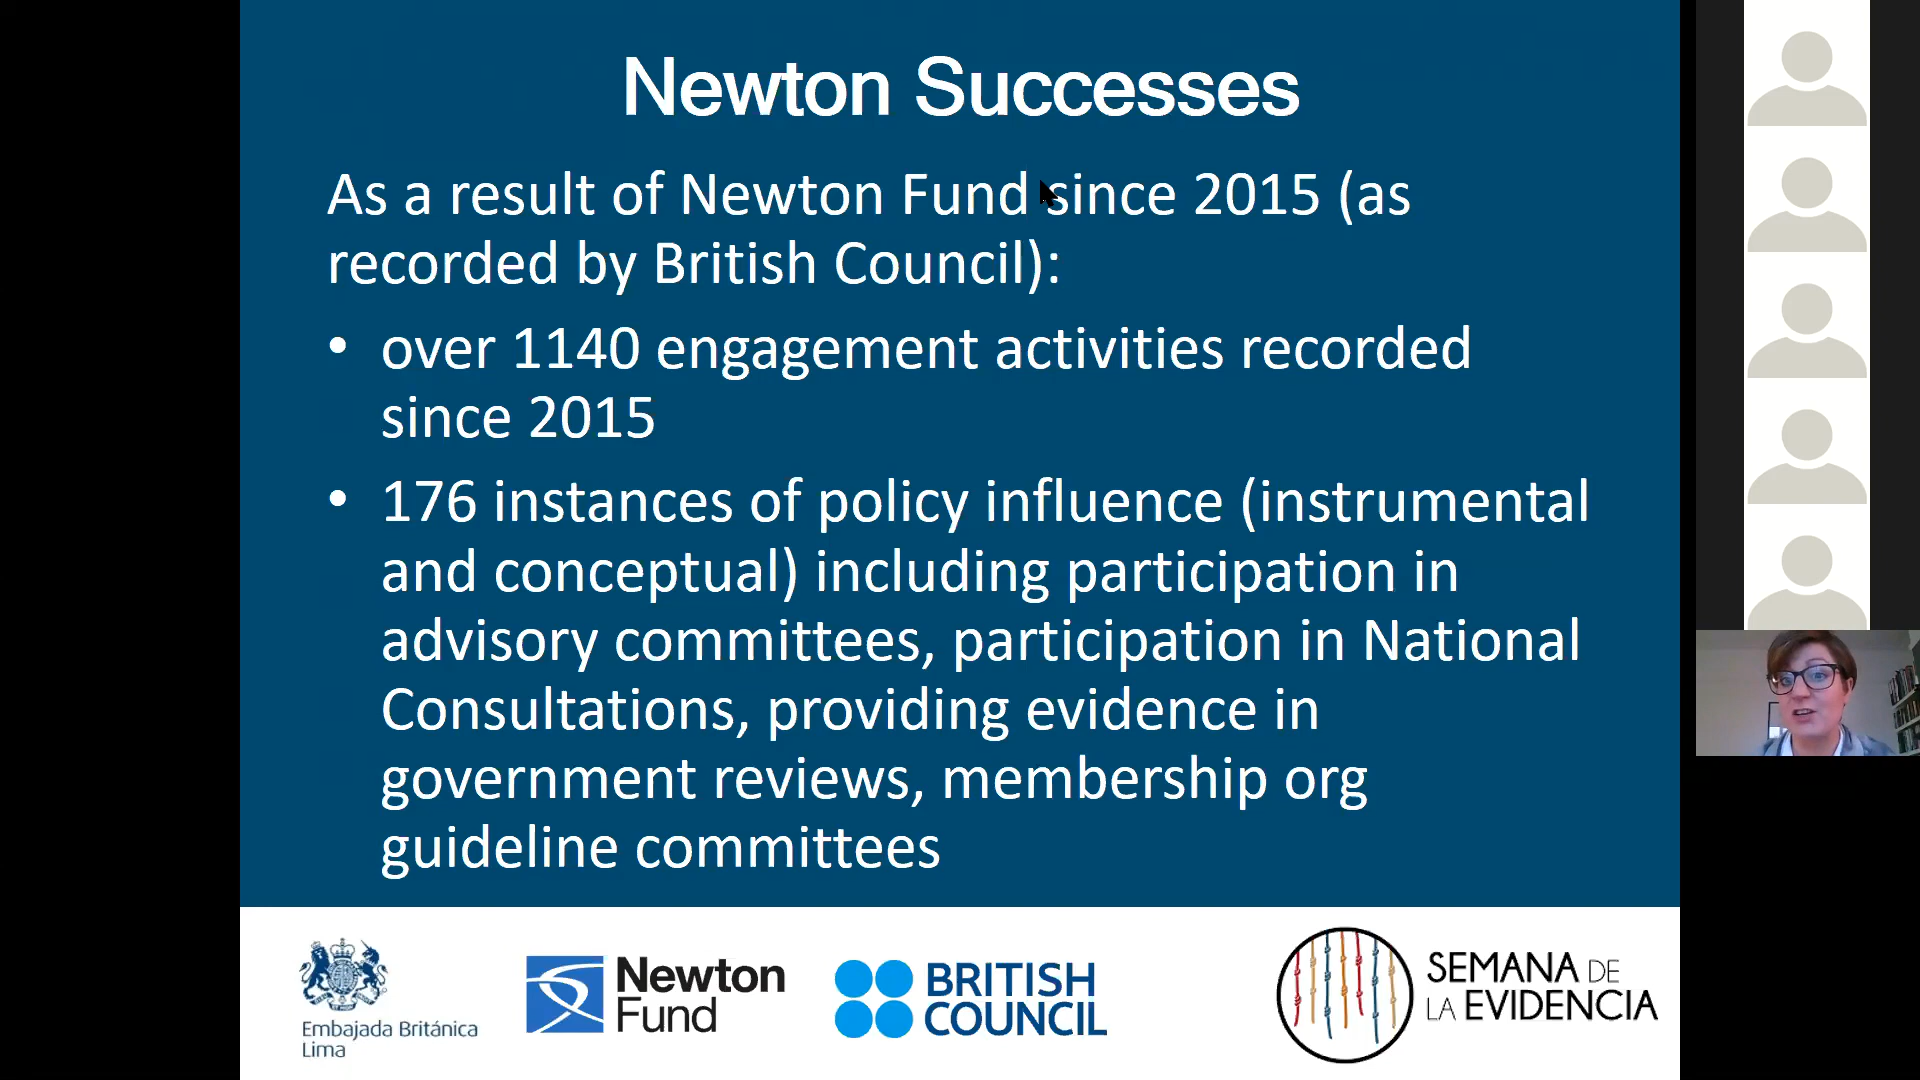 Newton Successes
As a result of Newton Fund since 2015 (as
recorded by British Council):
• over 1140 engagement activities recorded
since 2015
• 176 instances of policy influence (instrumental
and conceptual) including participation in
advisory committees, participation in National
Consultations, providing evidence in
government reviews, membership org
guideline committees
Embajada Británica
Lima
Newton
Fund
BRITISH
COUNCIL
SEMANA DE
LA EVIDENCIA